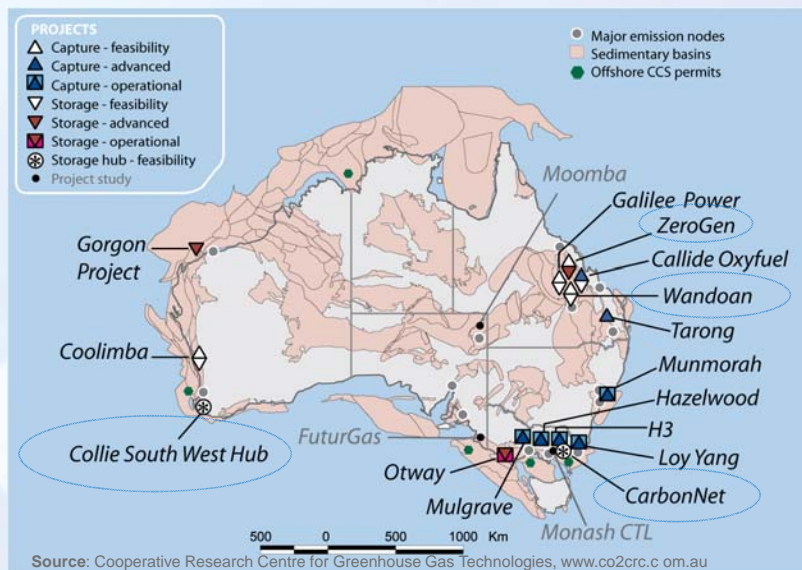 PROJECTS
Capture - feasibility
Capture - advanced
Capture - operational
Storage - feasibility
Storage - advanced
Storage - operational
Storage hub - feasibility
Project study
Major emission nodes
Sedimentary basins
Offshore CCS permits
Moomba
Galilee Power
ZeroGen
Callide Oxyfuel
Wandoan
Tarong
Munmorah
Hazelwood
H3
Loy Yang
CarbonNet
Monash CTL
Mulgrave
Otway
FuturGas
Gorgon
Project
Coolimba
Collie South West Hub
500 0 500 1000 Km
Source: Cooperative Research Centre for Greenhouse Gas Technologies, www.co2crc.c om.au